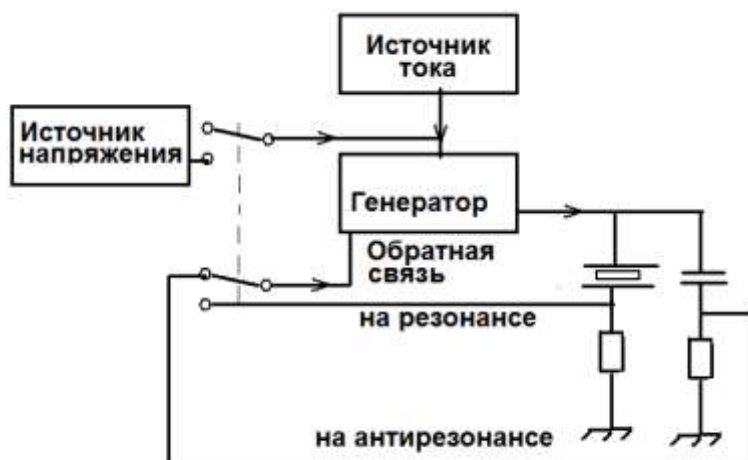 Источник
тока
Источник
напряжения
Генератор
Обратная
связь
на резонансе
на антирезонансе